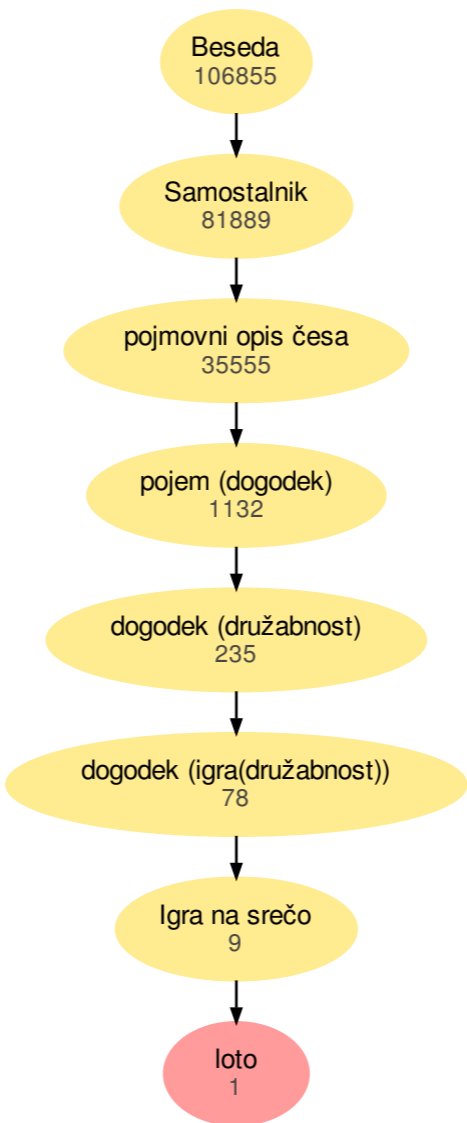 Beseda
106855
Samostalnik
81889
pojmovni opis česa
35555
pojem (dogodek)
1132
dogodek (družabnost)
235
dogodek (igra(družabnost))
78
Igra na srečo
9
loto
1